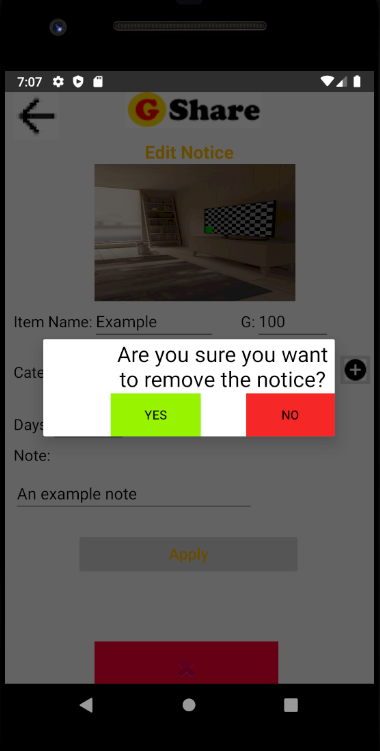 7:07
G Share
Edit Notice
Item Name: Example G: 100
Are you sure you want
to remove the notice?
Cate
YES NO
Days
Note:
An example note
Apply